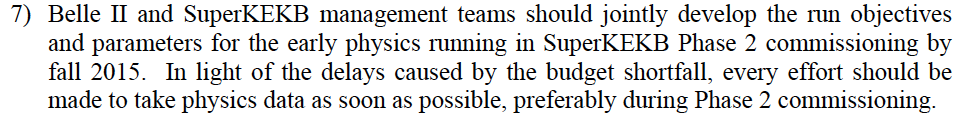 7) Belle II and SuperKEKB management teams should jointly develop the run objectives
and parameters for the early physics running in SuperKEKB Phase 2 commissioning by
fall 2015. In light of the delays caused by the budget shortfall, every effort should be
made to take physics data as soon as possible, preferably during Phase 2 commissioning.